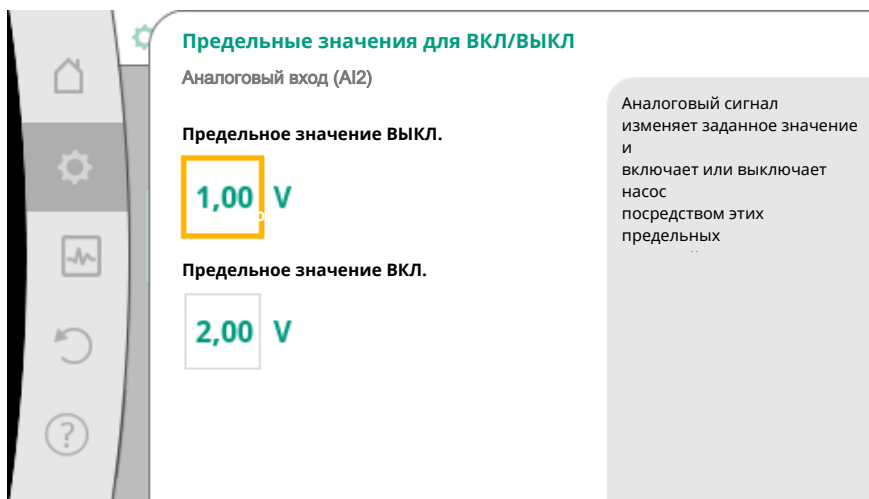 Предельные значения для ВКЛ/ВЫКЛ
Аналоговый вход (AI2)
Предельное значение ВЫКЛ.
1,00 V
Предельное значение ВКЛ.
2,00 V
Аналоговый сигнал
изменяет заданное значение
и
включает или выключает
насос
посредством этих
предельных